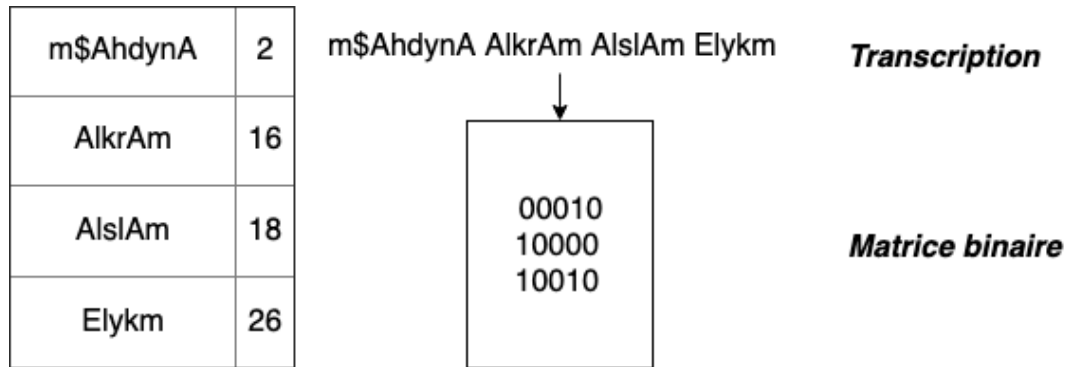 m$AhdynA 2
AlkrAm 16
AlslAm 18
Elykm 26
m$AhdynA AlkrAm AlslAm Elykm
Transcription
00010
10000
10010
Matrice binaire